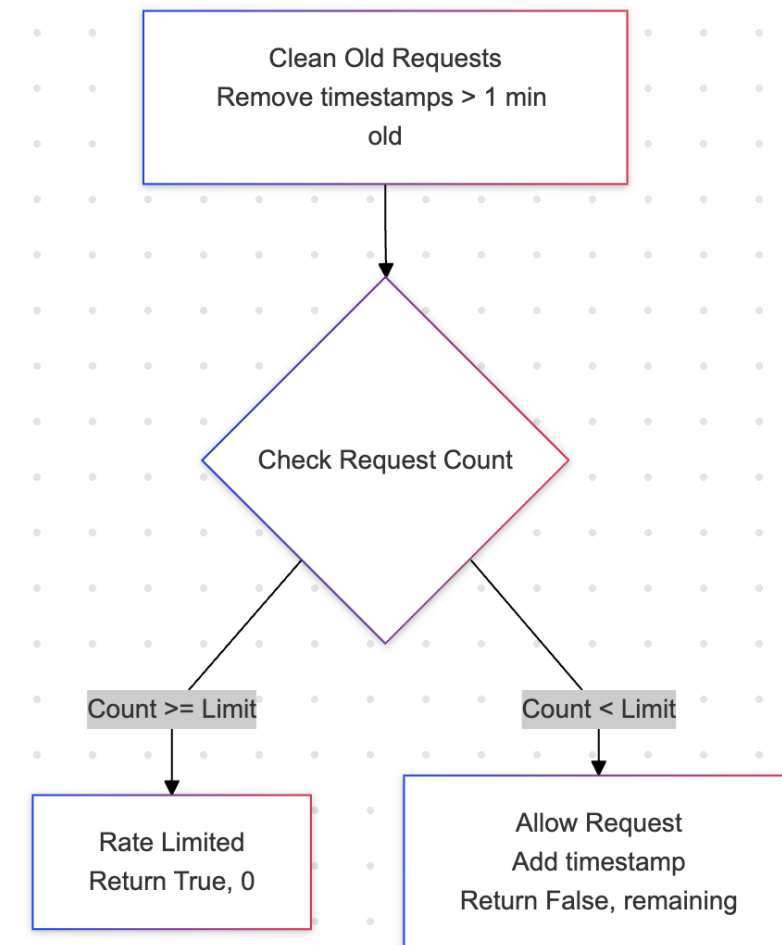 Clean Old Requests
Remove timestamps > 1 min
old
Check Request Count
Count >= Limit
Count < Limit
Rate Limited
Return True, 0
Allow Request
Add timestamp
Return False, remaining